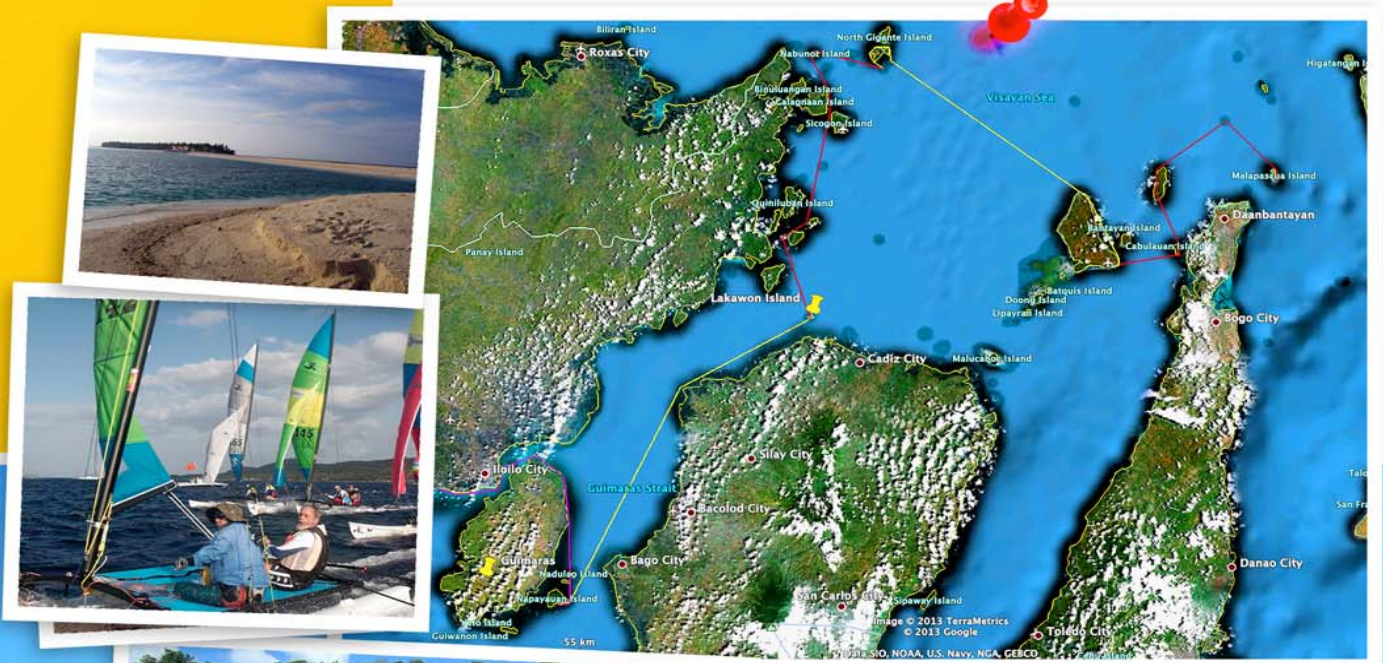 Biliran Island
Roxas City
North Gigante Island
Nabunot Island
Higatangan I
Binuluangan Island
Calagnaan Island
Visayan Sea
Sicogon Island
Malapascua Island
Quiniluban Island
Daanbantayan
Bantayan Island
Panay Island
Cabulauan Island
Lakawon Island
Batquis Island
Doong Island
Lipayran Island
Bogo City
Cadiz City
Malucaboc Island
Silay City
Iloilo City
Guimaras Strait
Talo
Bacolod City
San Fra
Guimaras
Nadulao Island
Bago City
Danao City
Napayauan Island
San Carlos City
Sipaway Island
Guiwanon Island
55 km
Image © 2013 TerraMetrics
© 2013 Google
Toledo City
Data SIO, NOAA, U.S. Navy, NGA, GEBCO